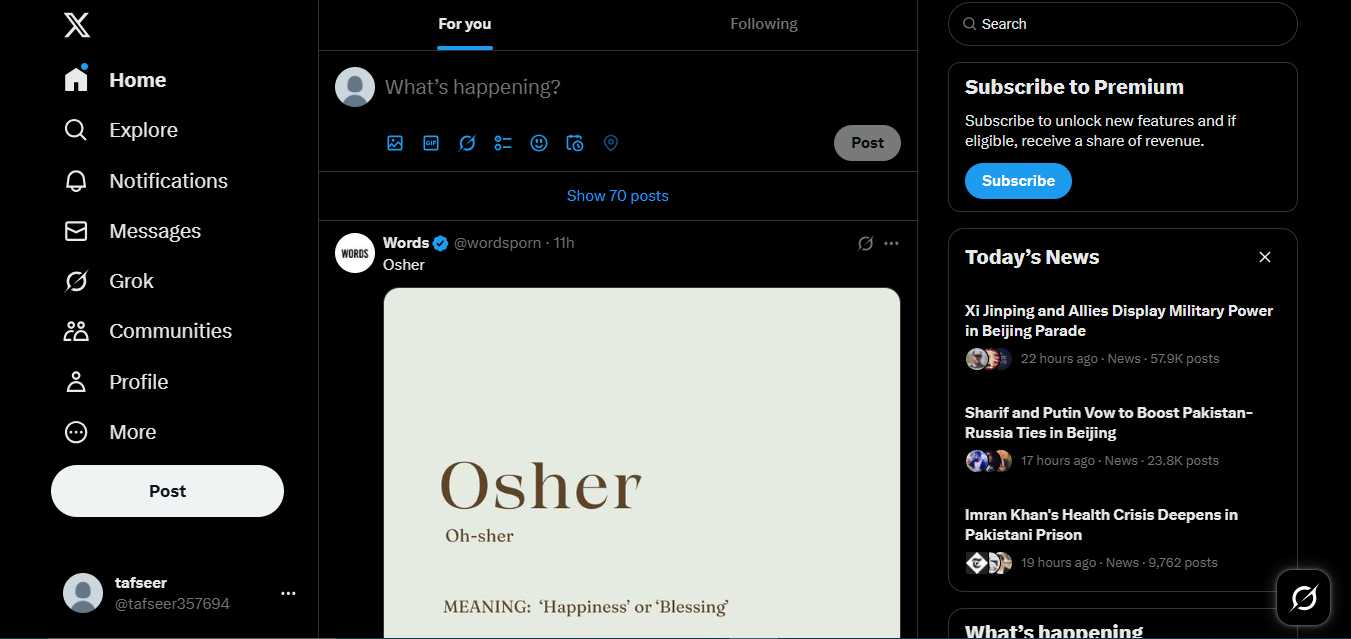 Home
Explore
Notifications
Messages
Grok
Communities
Profile
More
Post
tafseer
@tafseer357694
For you
Following
What's happening?
GIF
Post
Show 70 posts
WORDS
Words @wordsporn · 11h
Osher
Osher
Oh-sher
MEANING: ‘Happiness’ or ‘Blessing’
Search
Subscribe to Premium
Subscribe to unlock new features and if
eligible, receive a share of revenue.
Subscribe
Today’s News
Xi Jinping and Allies Display Military Power
in Beijing Parade
22 hours ago · News · 57.9K posts
Sharif and Putin Vow to Boost Pakistan-
Russia Ties in Beijing
17 hours ago · News · 23.8K posts
Imran Khan's Health Crisis Deepens in
Pakistani Prison
19 hours ago · News · 9,762 posts
What’s happening